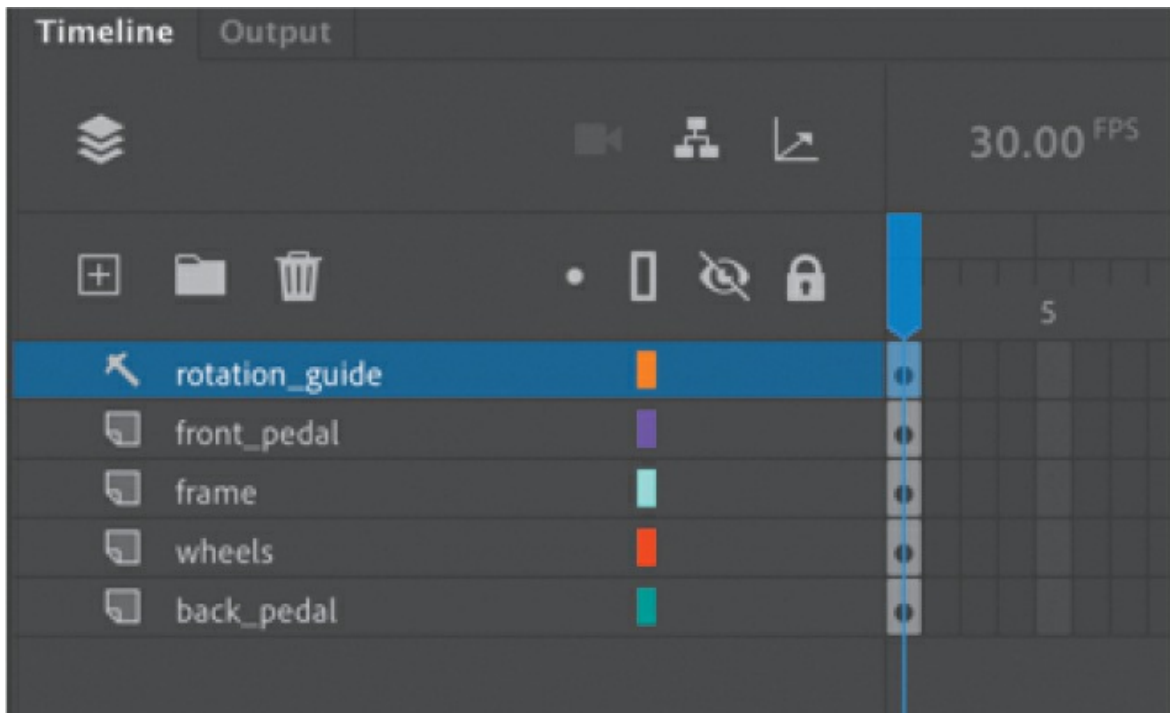 Timeline Output
30.00 FPS
5
rotation_guide
front_pedal
frame
wheels
back_pedal